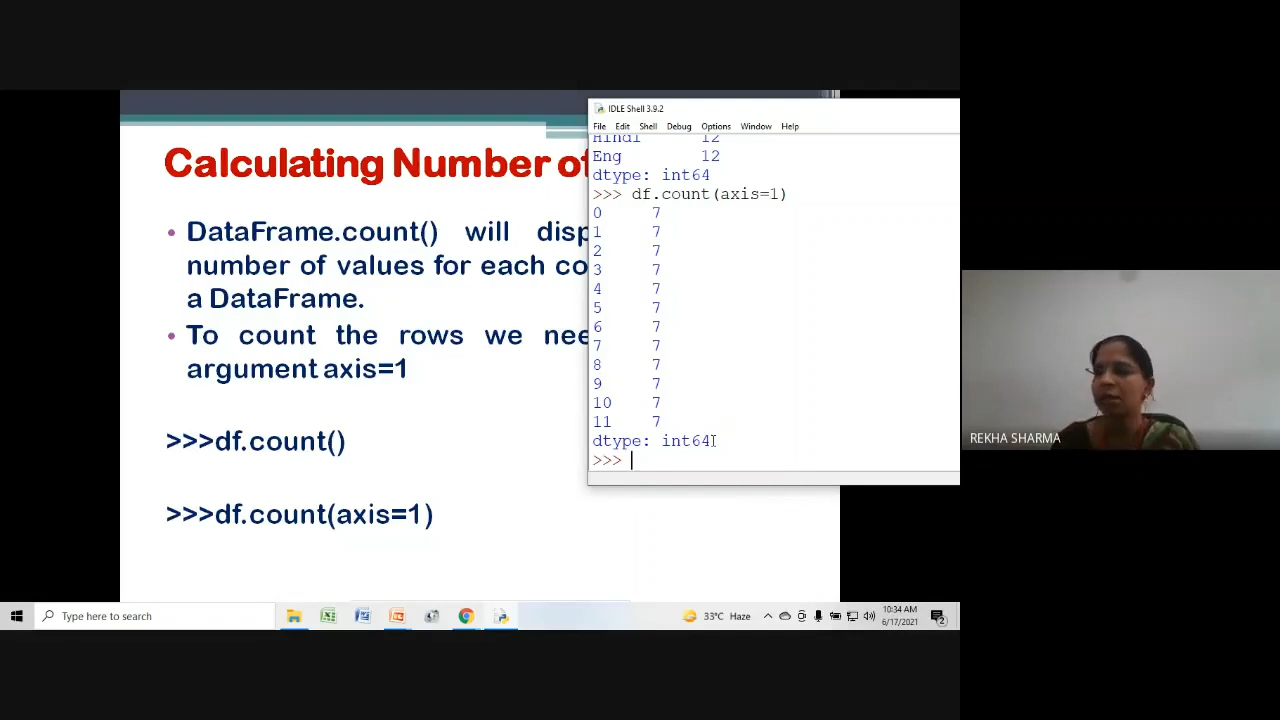 Calculating Number of
• DataFrame.count() will disp
number of values for each co
a DataFrame.
• To count the rows we nee
argument axis=1
>>>df.count()
>>>df.count(axis=1)
IDLE Shell 3.9.2
File Edit Shell Debug Options Window Help
Hindi 12
Eng 12
dtype: int64
>>> df.count(axis=1)
0 7
1 7
2 7
3 7
4 7
5 7
6 7
7 7
8 7
9 7
10 7
11 7
dtype: int64
>>>
REKHA SHARMA
Type here to search
33°C Haze
10:34 AM
6/17/2021
2